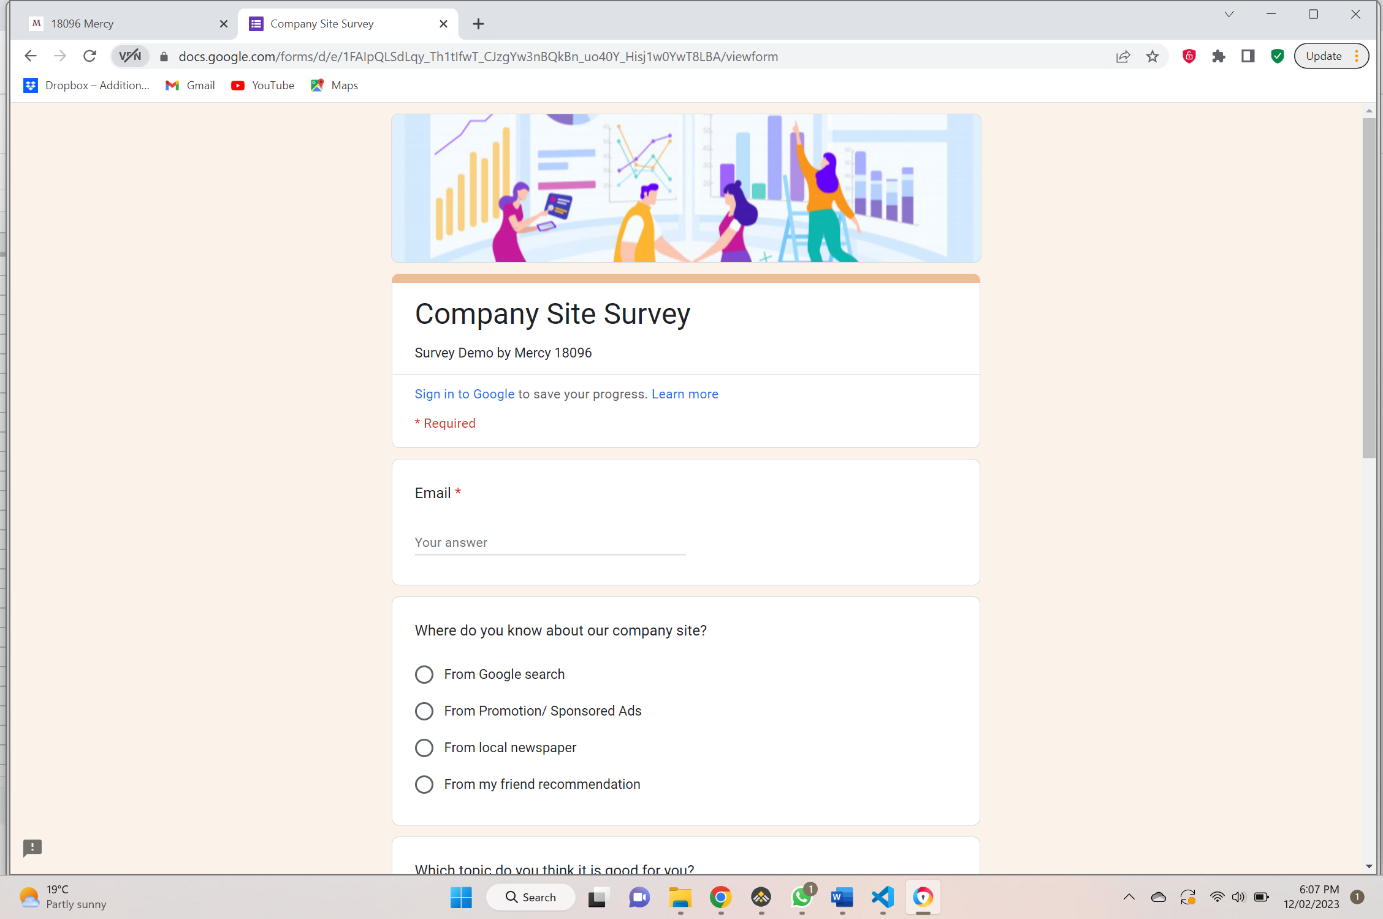 18096 Mercy
Company Site Survey
VPN
docs.google.com/forms/d/e/1FAIpQLSdLqy_Th1tIfwT_CJzgYw3nBQkBn_uo40Y_Hisj1w0YwT8LBA/viewform
Update
Dropbox – Addition...
Gmail
YouTube
Maps
Company Site Survey
Survey Demo by Mercy 18096
Sign in to Google to save your progress. Learn more
* Required
Email *
Your answer
Where do you know about our company site?
From Google search
From Promotion/ Sponsored Ads
From local newspaper
From my friend recommendation
Which topic do you think it is good for you?
19°C
Partly sunny
Search
1
6:07 PM
12/02/2023
1